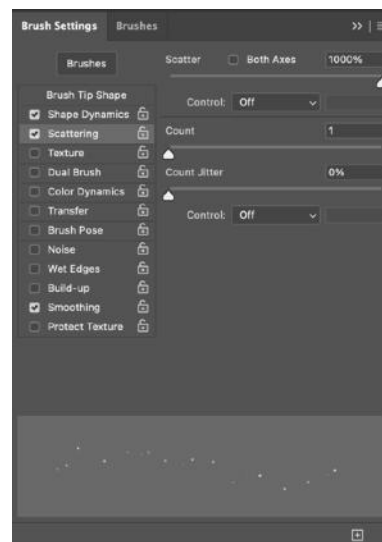 Brush Settings Brushes
Brushes
Brush Tip Shape
Shape Dynamics
Scattering
Texture
Dual Brush
Color Dynamics
Transfer
Brush Pose
Noise
Wet Edges
Build-up
Smoothing
Protect Texture
Scatter Both Axes 1000%
Control: Off
Count 1
Count Jitter 0%
Control: Off